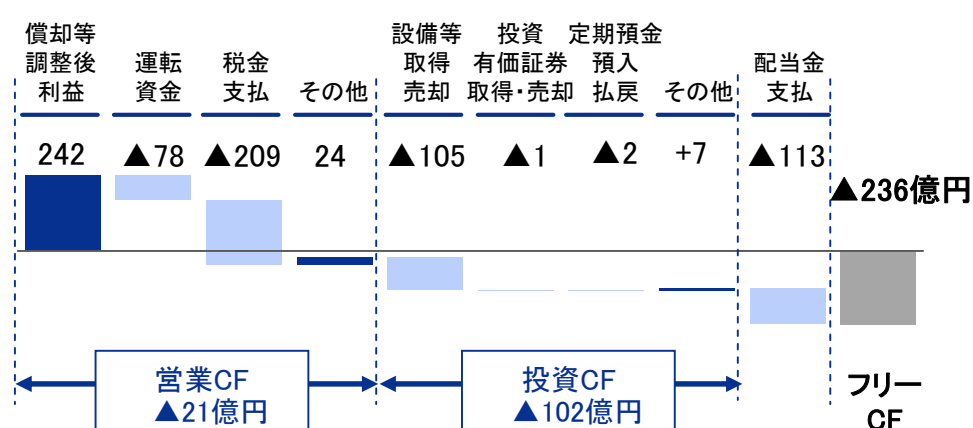 償却等
調整後
利益
運転
資金
税金
支払
その他
設備等
取得
売却
投資
有価証券
取得・売却
定期預金
預入
払戻
その他
配当金
支払
242
▲78
▲209
24
▲105
▲1
▲2
+7
▲113
▲236億円
営業CF
▲21億円
投資CF
▲102億円
フリー
CF